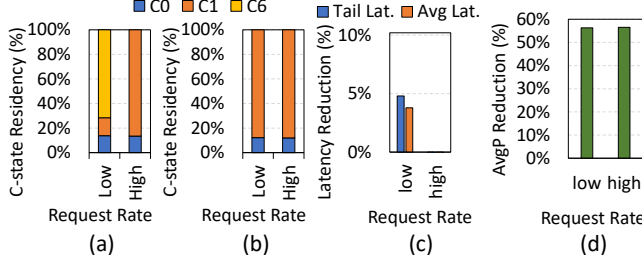 C0 C1 C6
Tail Lat. Avg Lat.
C-state Residency (%)
100%
80%
60%
40%
20%
0%
Low
High
Request Rate
(a)
C-state Residency (%)
100%
80%
60%
40%
20%
0%
Low
High
Request Rate
(b)
Latency Reduction (%)
10%
5%
0%
low
high
Request Rate
(c)
AvgP Reduction (%)
60%
50%
40%
30%
20%
10%
0%
low high
Request Rate
(d)